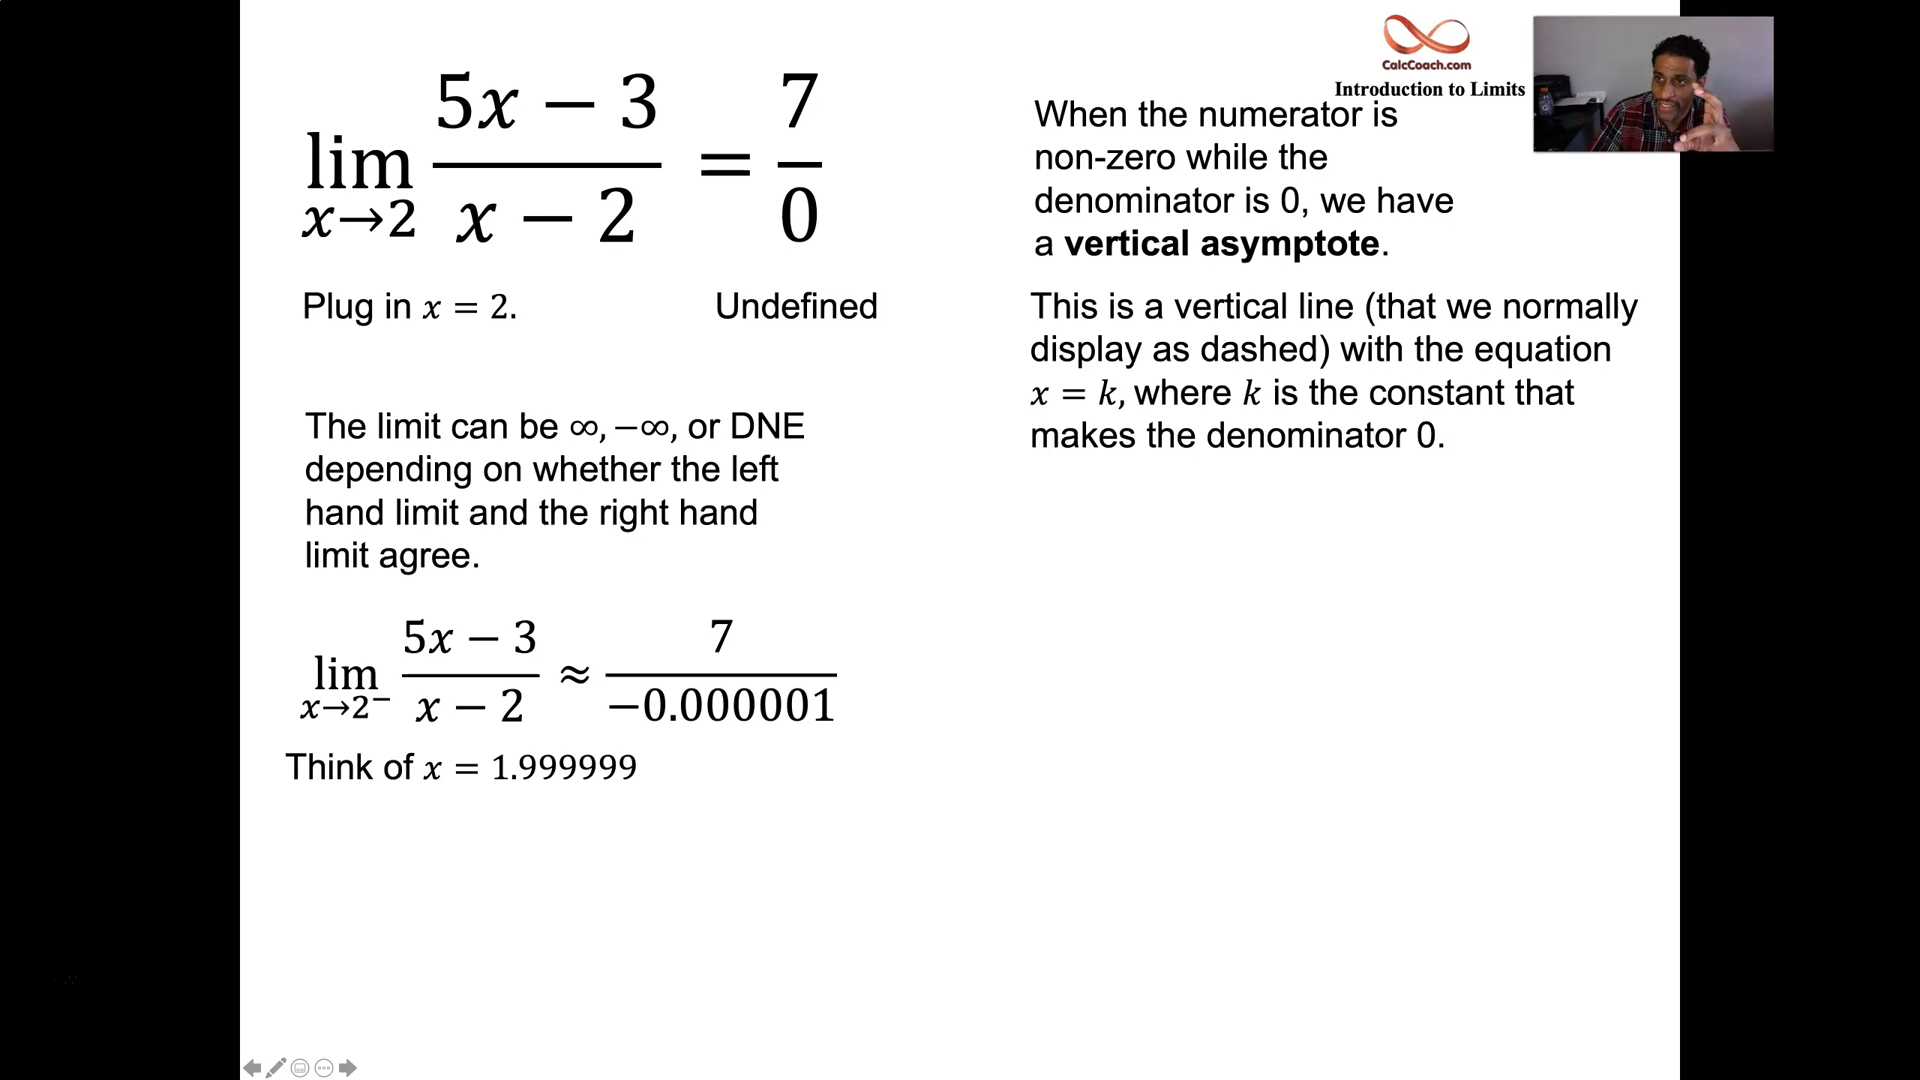 CalcCoach.com
Introduction to Limits
lim x→2 (5x − 3)/(x − 2) = 7/0
Plug in x = 2.
Undefined
The limit can be ∞, −∞, or DNE
depending on whether the left
hand limit and the right hand
limit agree.
lim x→2⁻ (5x − 3)/(x − 2) ≈ 7/−0.000001
Think of x = 1.999999
When the numerator is
non-zero while the
denominator is 0, we have
a vertical asymptote.
This is a vertical line (that we normally
display as dashed) with the equation
x = k, where k is the constant that
makes the denominator 0.